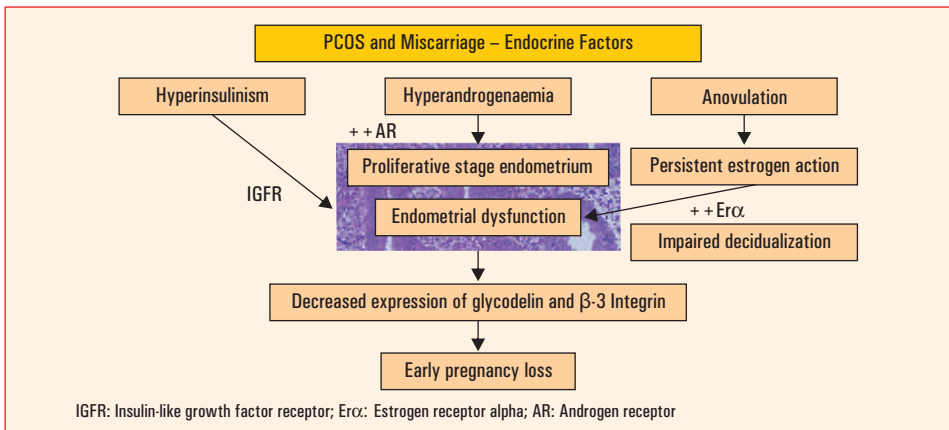 PCOS and Miscarriage – Endocrine Factors
Hyperinsulinism
Hyperandrogenaemia
Anovulation
++AR
Proliferative stage endometrium
Persistent estrogen action
IGFR
Endometrial dysfunction
++Erα
Impaired decidualization
Decreased expression of glycodelin and β-3 Integrin
Early pregnancy loss
IGFR: Insulin-like growth factor receptor; Erα: Estrogen receptor alpha; AR: Androgen receptor